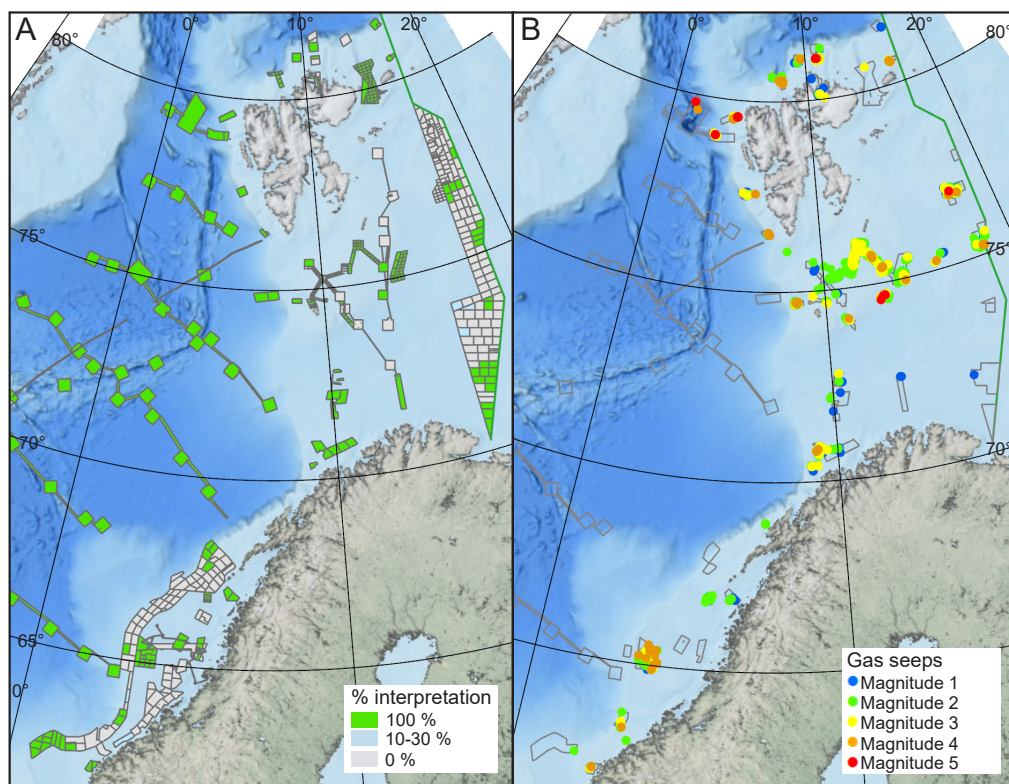 A
0°
10°
20°
80°
75°
70°
65°
0°
% interpretation
100 %
10-30 %
0 %
B
0°
10°
20°
80°
75°
70°
Gas seeps
Magnitude 1
Magnitude 2
Magnitude 3
Magnitude 4
Magnitude 5